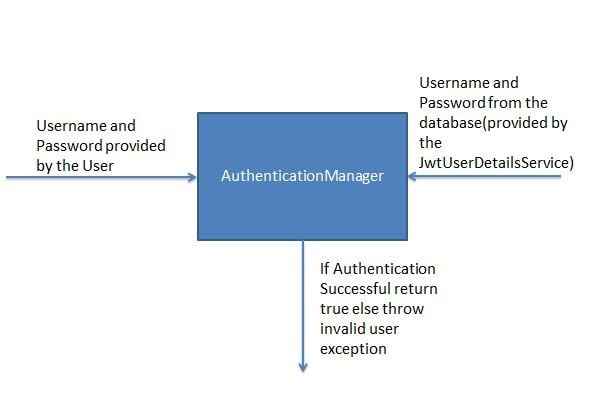 Username and
Password provided
by the User
AuthenticationManager
Username and
Password from the
database(provided by
the
JwtUserDetailsService)
If Authentication
Successful return
true else throw
invalid user
exception